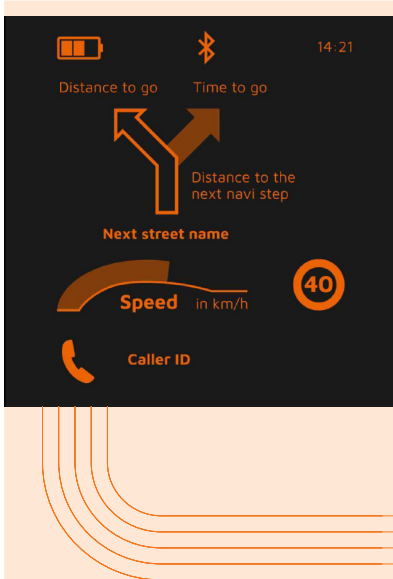 14:21
Distance to go
Time to go
Distance to the
next navi step
Next street name
Speed in km/h
40
Caller ID